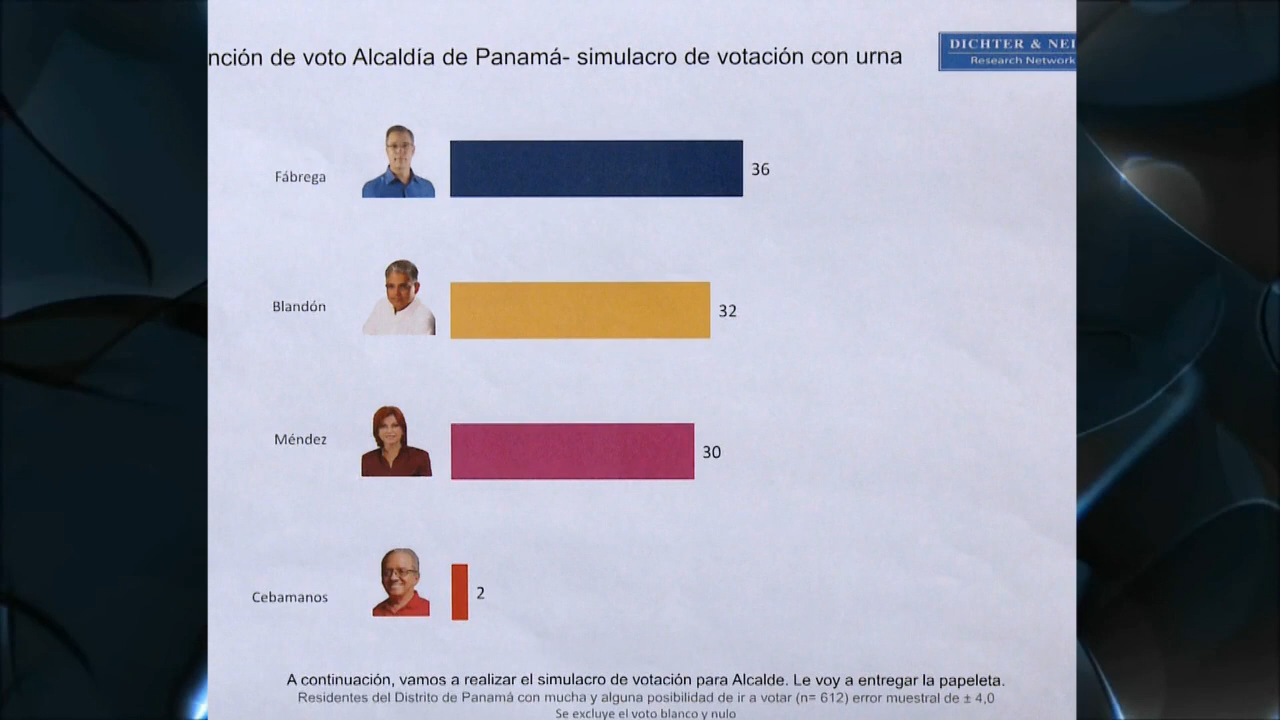 nción de voto Alcaldía de Panamá- simulacro de votación con urna
DICHTER & NEI
Research Network
Fábrega
36
Blandón
32
Méndez
30
Cebamanos
2
A continuación, vamos a realizar el simulacro de votación para Alcalde. Le voy a entregar la papeleta.
Residentes del Distrito de Panamá con mucha y alguna posibilidad de ir a votar (n= 612) error muestral de ± 4,0
Se excluye el voto blanco y nulo